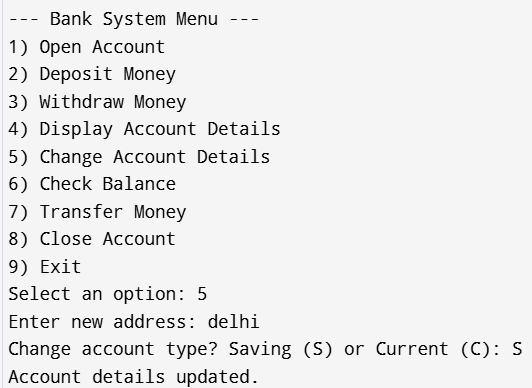 --- Bank System Menu ---
1) Open Account
2) Deposit Money
3) Withdraw Money
4) Display Account Details
5) Change Account Details
6) Check Balance
7) Transfer Money
8) Close Account
9) Exit
Select an option: 5
Enter new address: delhi
Change account type? Saving (S) or Current (C): S
Account details updated.